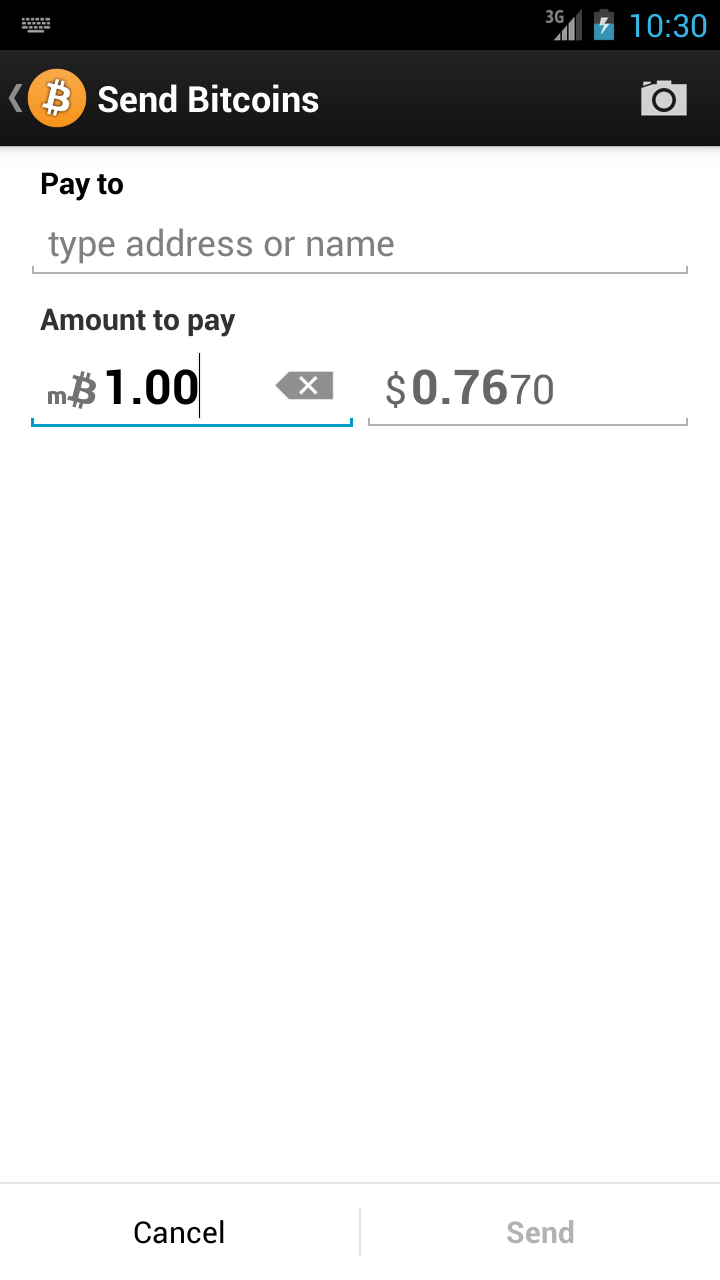 3G 10:30
Send Bitcoins
Pay to
type address or name
Amount to pay
m₿ 1.00 $ 0.7670
Cancel Send